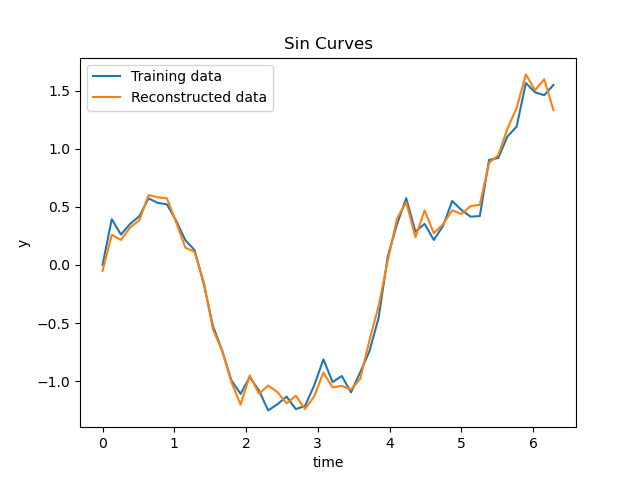 Sin Curves
Training data
Reconstructed data
y
1.5
1.0
0.5
0.0
−0.5
−1.0
0 1 2 3 4 5 6
time